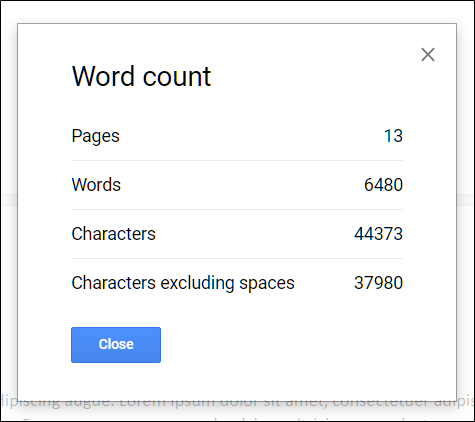 Word count
Pages 13
Words 6480
Characters 44373
Characters excluding spaces 37980
Close
dipiscing augue. Lorem ipsum dolor sit amet, consectetuer adipis